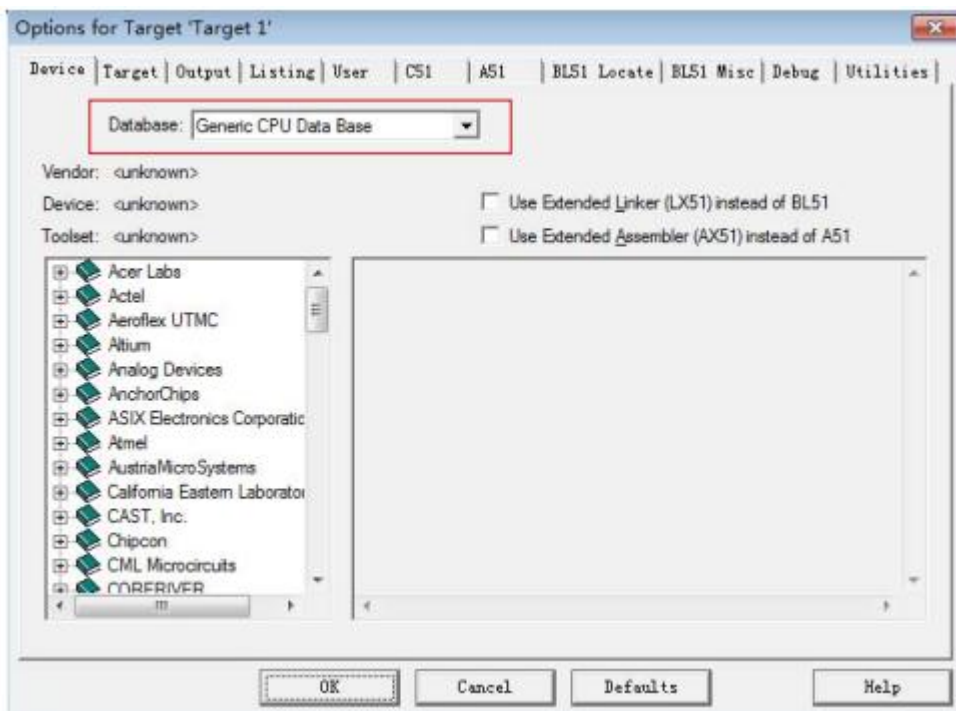 Options for Target 'Target 1'
Device Target Output Listing User C51 A51 BL51 Locate BL51 Misc Debug Utilities
Database: Generic CPU Data Base
Vendor: <unknown>
Device: <unknown>
Use Extended Linker (LX51) instead of BL51
Toolset: <unknown>
Use Extended Assembler (AX51) instead of A51
Acer Labs
Actel
Aeroflex UTMC
Altium
Analog Devices
AnchorChips
ASIX Electronics Corporatic
Atmel
AustriaMicroSystems
California Eastern Laborator
CAST, Inc.
Chipcon
CML Microcircuits
CORERIVER
OK Cancel Defaults Help